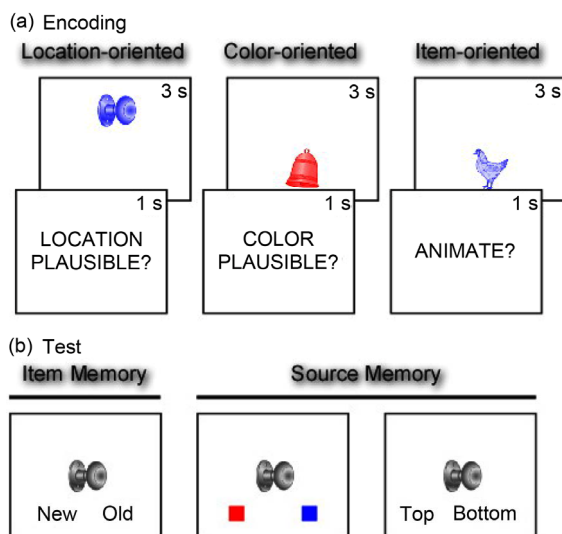 (a) Encoding
Location-oriented Color-oriented Item-oriented
3 s 3 s 3 s
1 s 1 s 1 s
LOCATION PLAUSIBLE?
COLOR PLAUSIBLE?
ANIMATE?
(b) Test
Item Memory Source Memory
New Old
Top Bottom